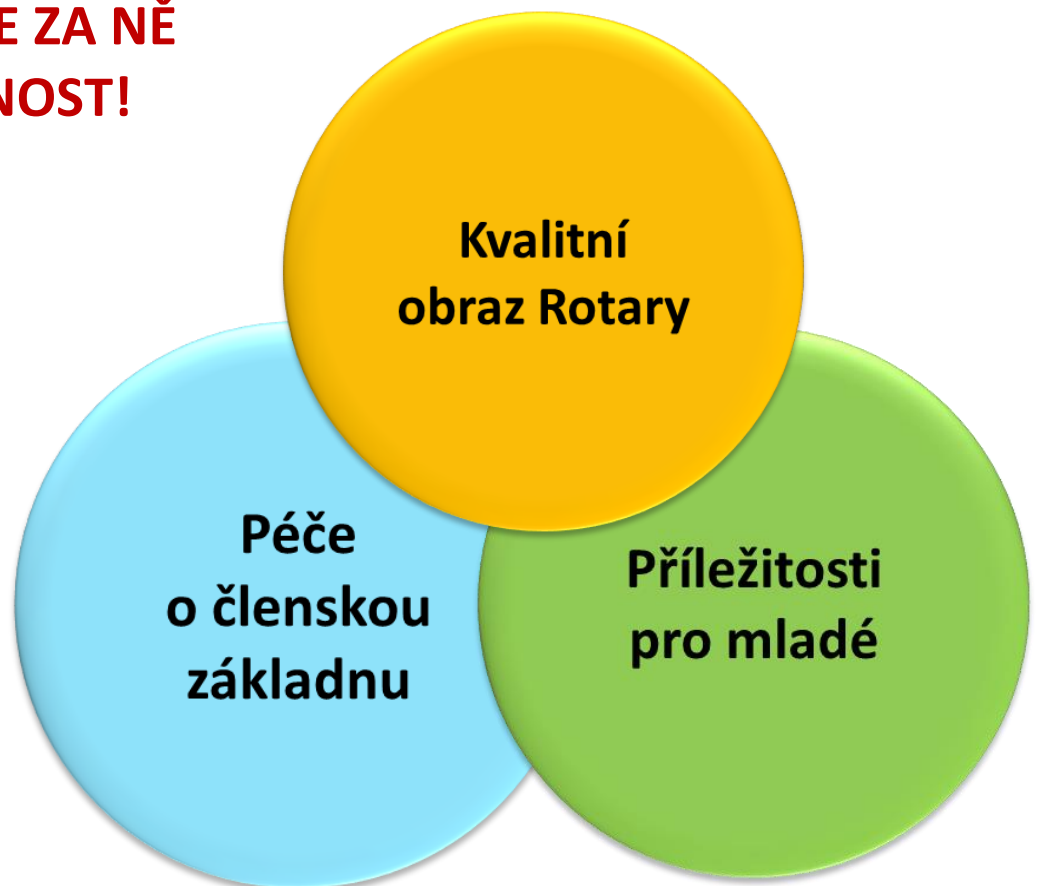 E ZA NĚ
NOST!
Kvalitní
obraz Rotary
Péče
o členskou
základnu
Příležitosti
pro mladé